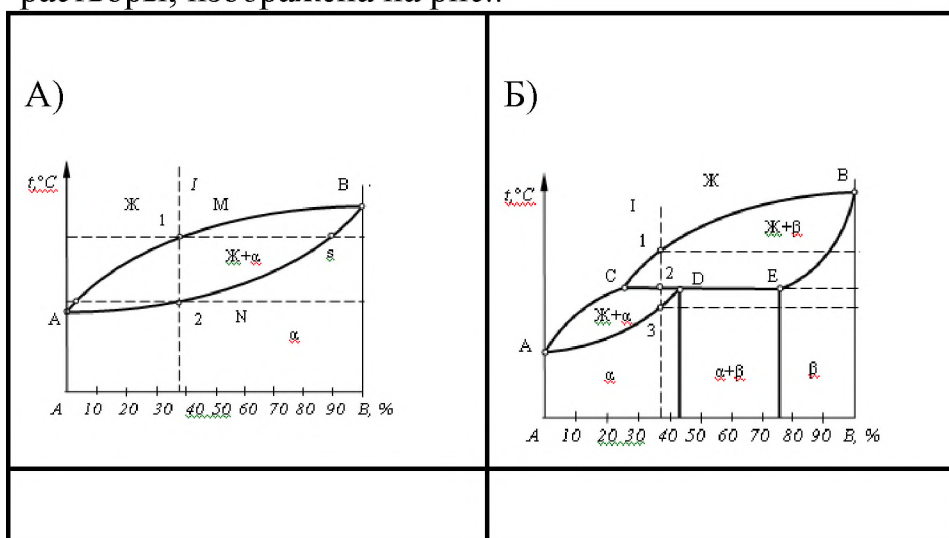 растворы, изображена на рис..
А)
t,°C
Ж
I
М
В
1
Ж+α
s
А
2
N
α
А 10 20 30 40 50 60 70 80 90 В, %
Б)
t,°C
Ж
В
I
Ж+β
1
С
2
D
Е
Ж+α
3
А
α
α+β
β
А 10 20 30 40 50 60 70 80 90 В, %